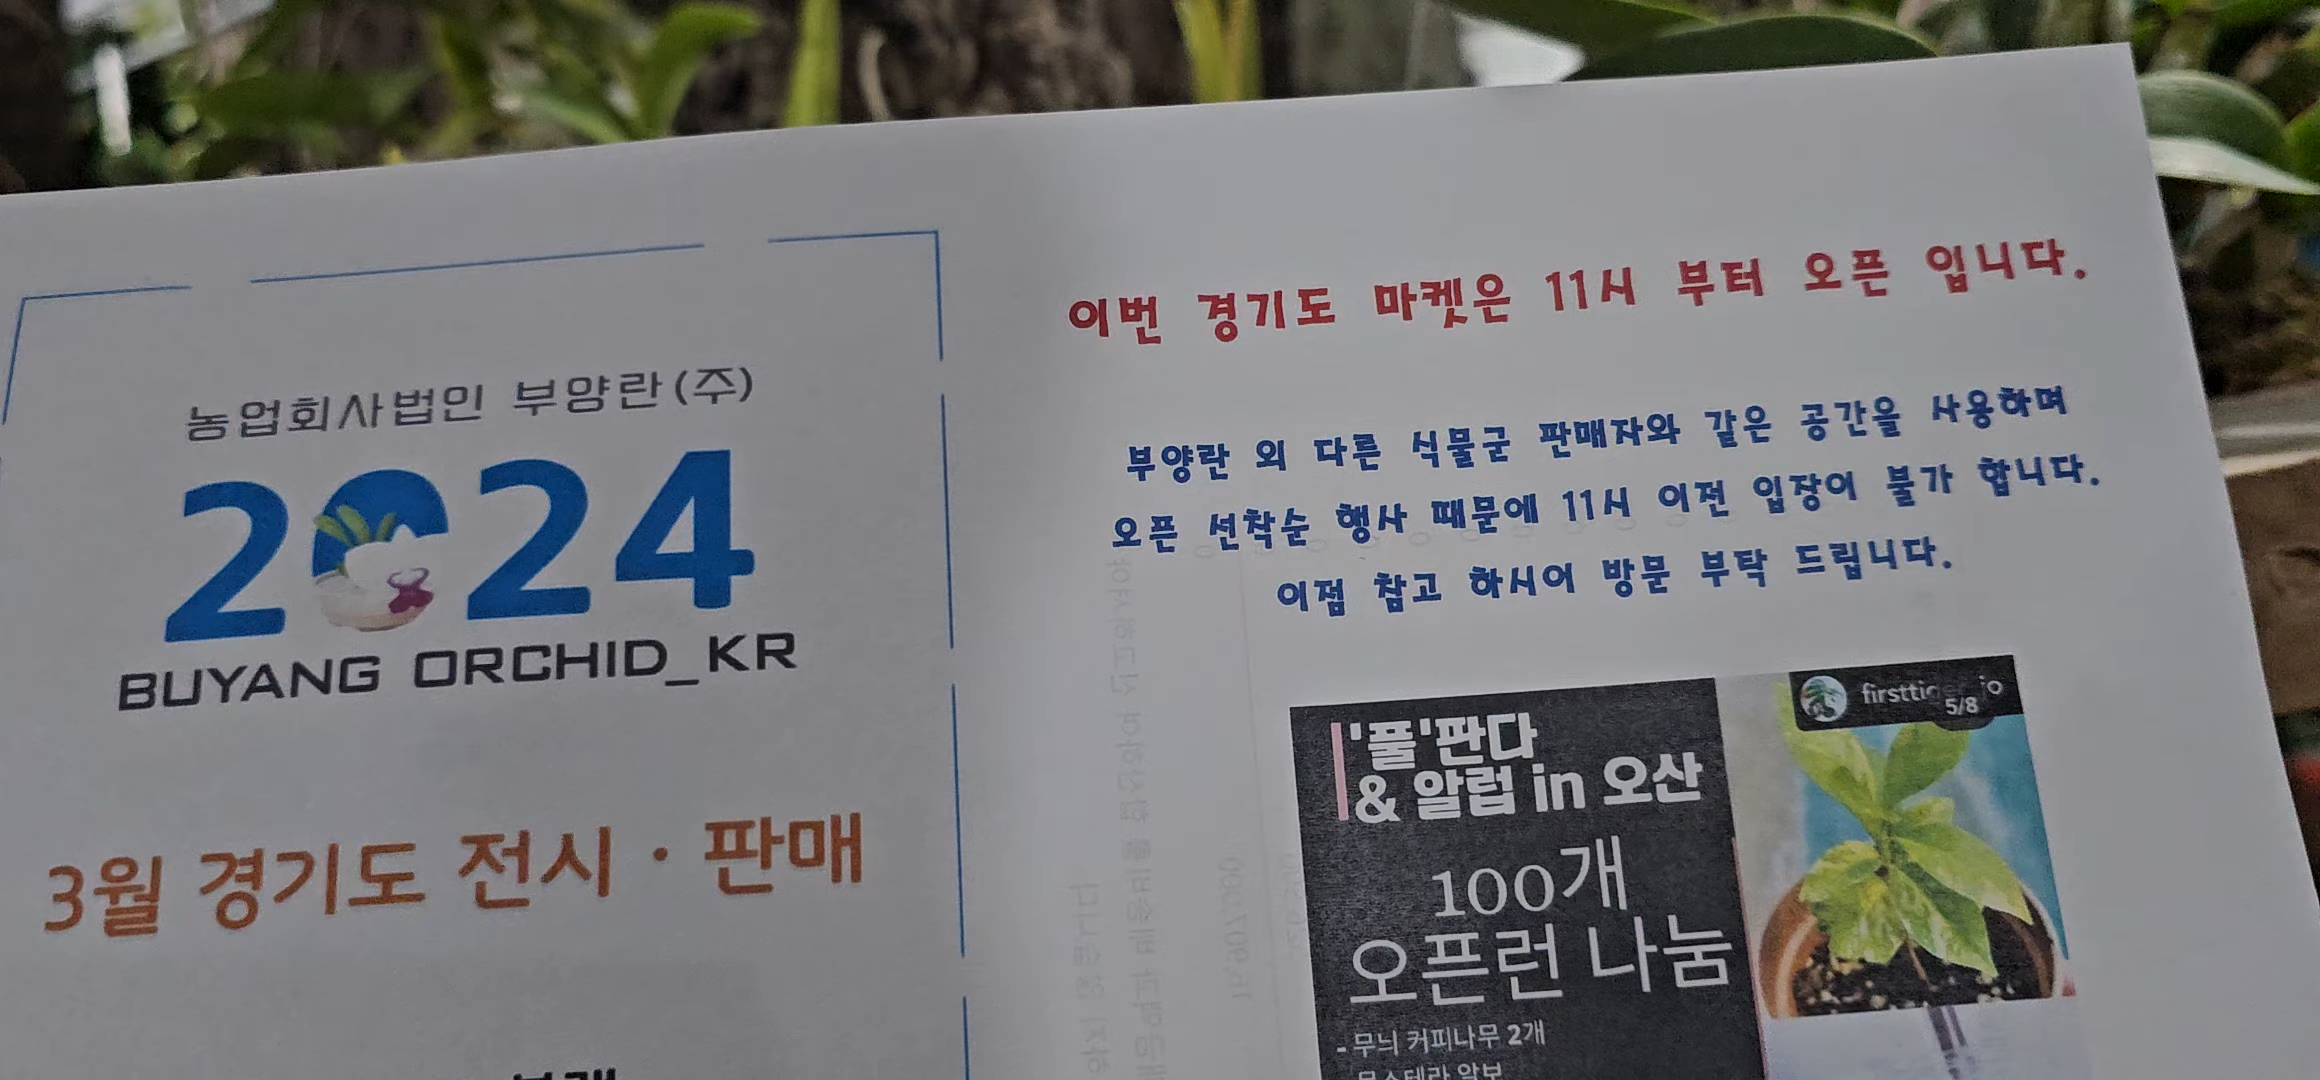 농업회사법인 부양란(주)
2024
BUYANG ORCHID_KR
3월 경기도 전시·판매
이번 경기도 마켓은 11시 부터 오픈 입니다.
부양란 외 다른 식물군 판매자와 같은 공간을 사용하며
오픈 선착순 행사 때문에 11시 이전 입장이 불가 합니다.
이점 참고 하시어 방문 부탁 드립니다.
5/8
'풀'판다
& 알럽 in 오산
100개
오픈런 나눔
- 무늬 커피나무 2개